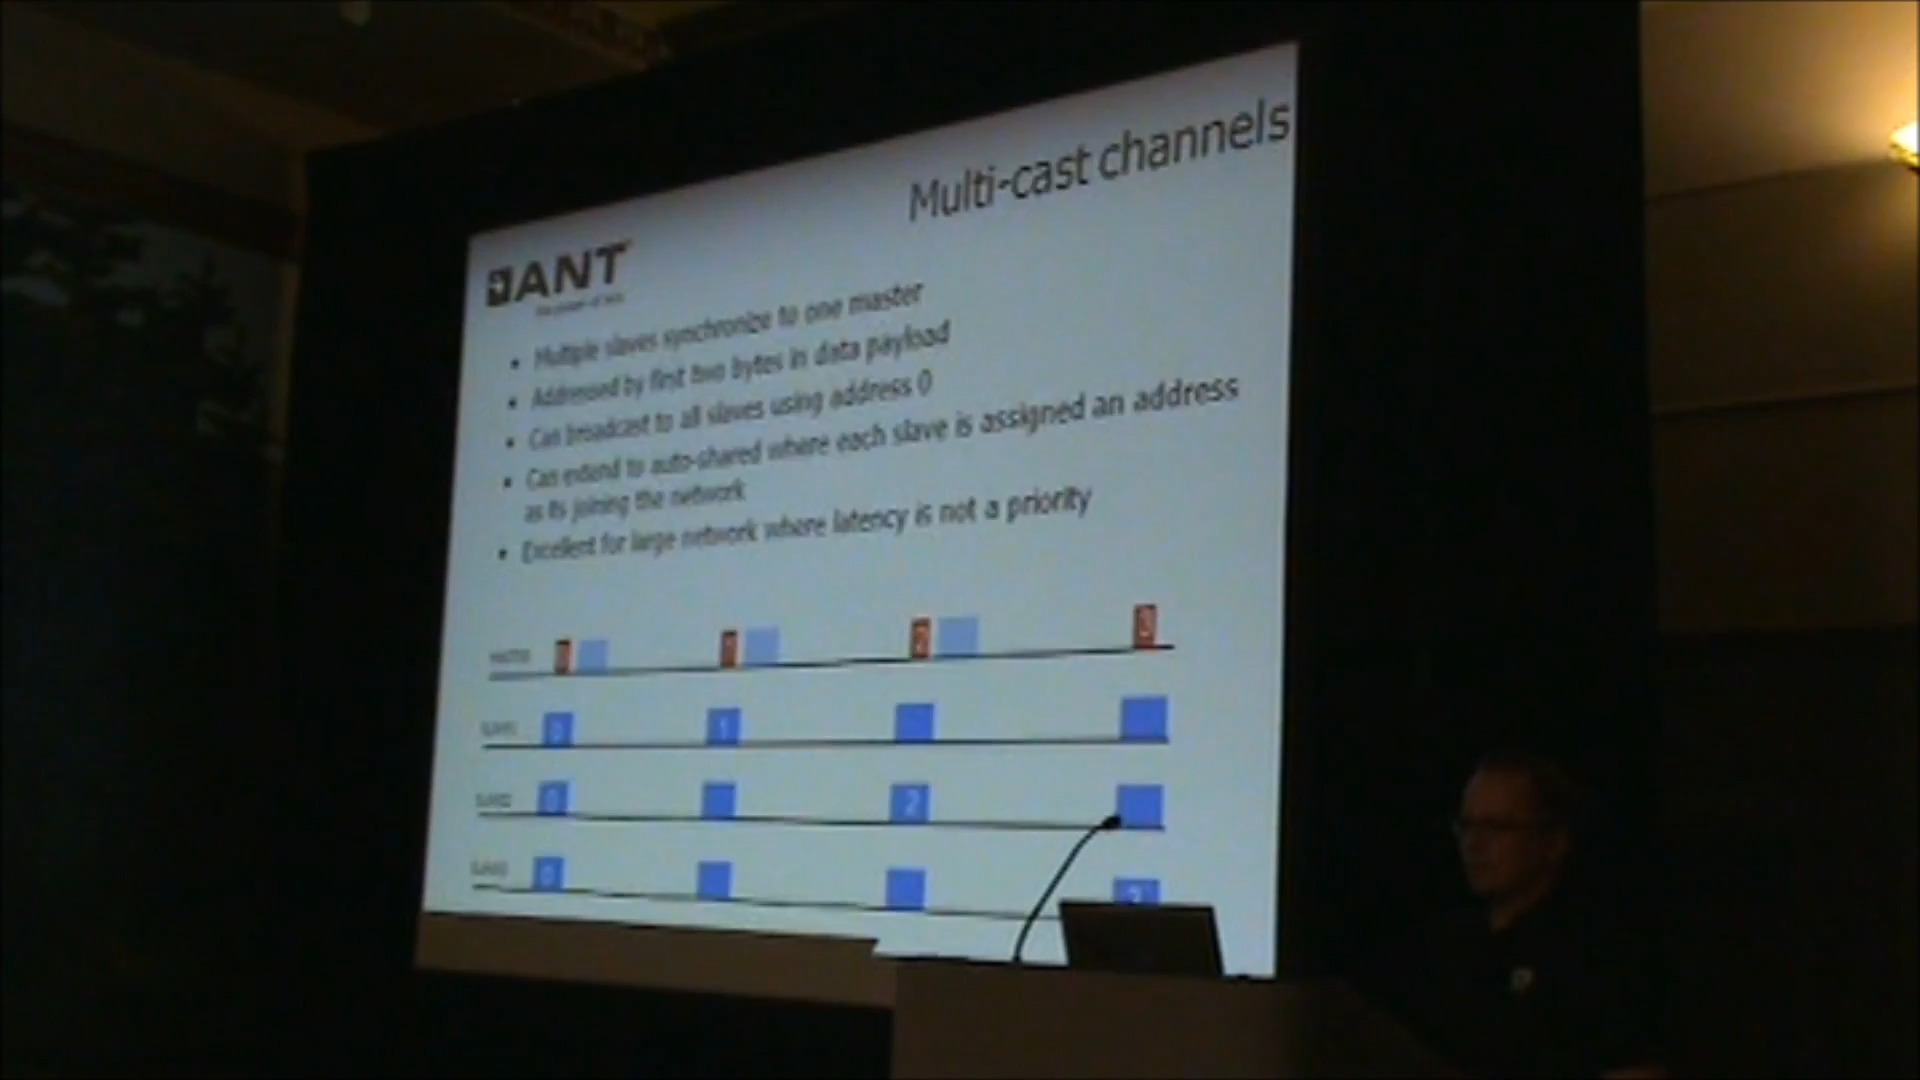 Multi-cast channels
ANT
Multiple slaves synchronize to one master
Addressed by first two bytes in data payload
Can broadcast to all slaves using address 0
Can extend to auto-shared where each slave is assigned an address
as its joining the network
Excellent for large network where latency is not a priority
MASTER
0 1
0 2
0